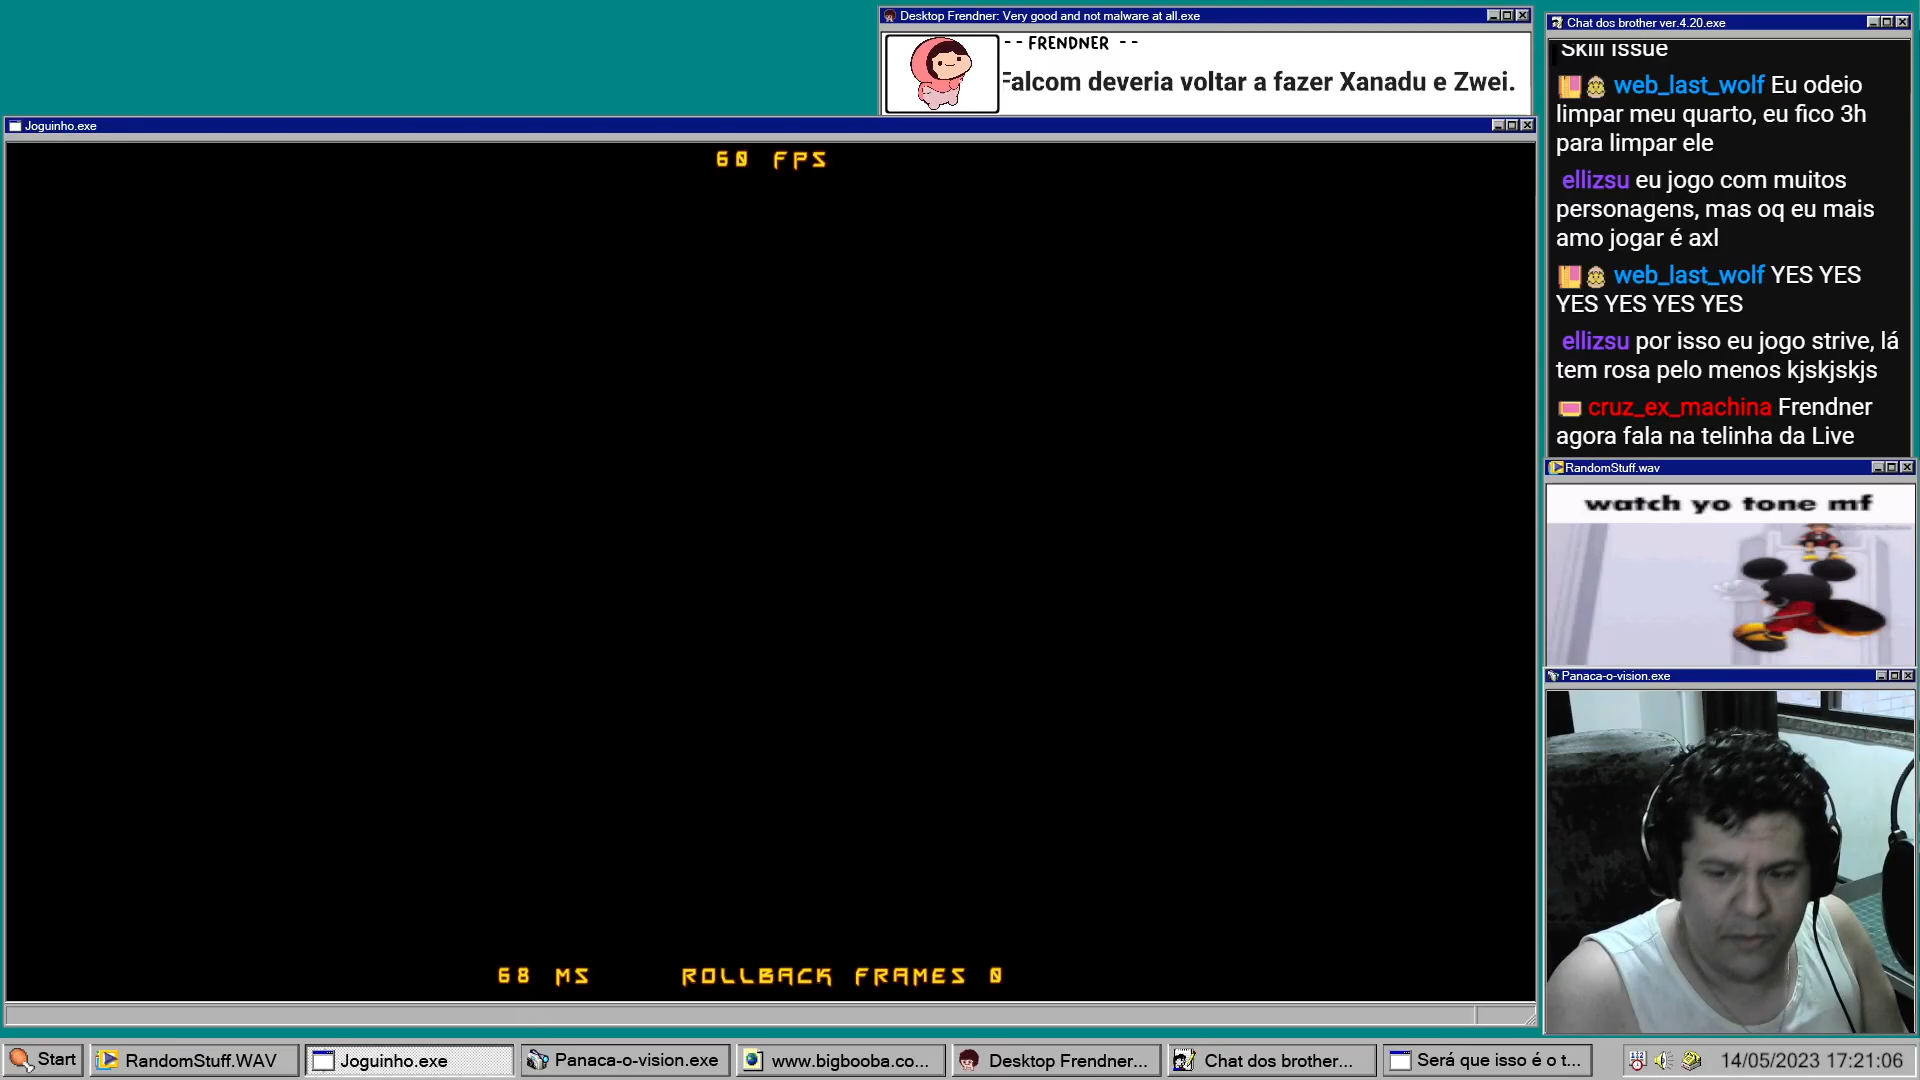 Desktop Frendner: Very good and not malware at all.exe
-- FRENDNER --
Falcom deveria voltar a fazer Xanadu e Zwei.
Joguinho.exe
60 FPS
68 MS ROLLBACK FRAMES 0
Chat dos brother ver.4.20.exe
Skill Issue
web_last_wolf Eu odeio
limpar meu quarto, eu fico 3h
para limpar ele
ellizsu eu jogo com muitos
personagens, mas oq eu mais
amo jogar é axl
web_last_wolf YES YES
YES YES YES YES
ellizsu por isso eu jogo strive, lá
tem rosa pelo menos kjskjskjs
cruz_ex_machina Frendner
agora fala na telinha da Live
RandomStuff.wav
watch yo tone mf
Panaca-o-vision.exe
Start
RandomStuff.WAV
Joguinho.exe
Panaca-o-vision.exe
www.bigbooba.co...
Desktop Frendner...
Chat dos brother...
Será que isso é o t...
14/05/2023 17:21:06